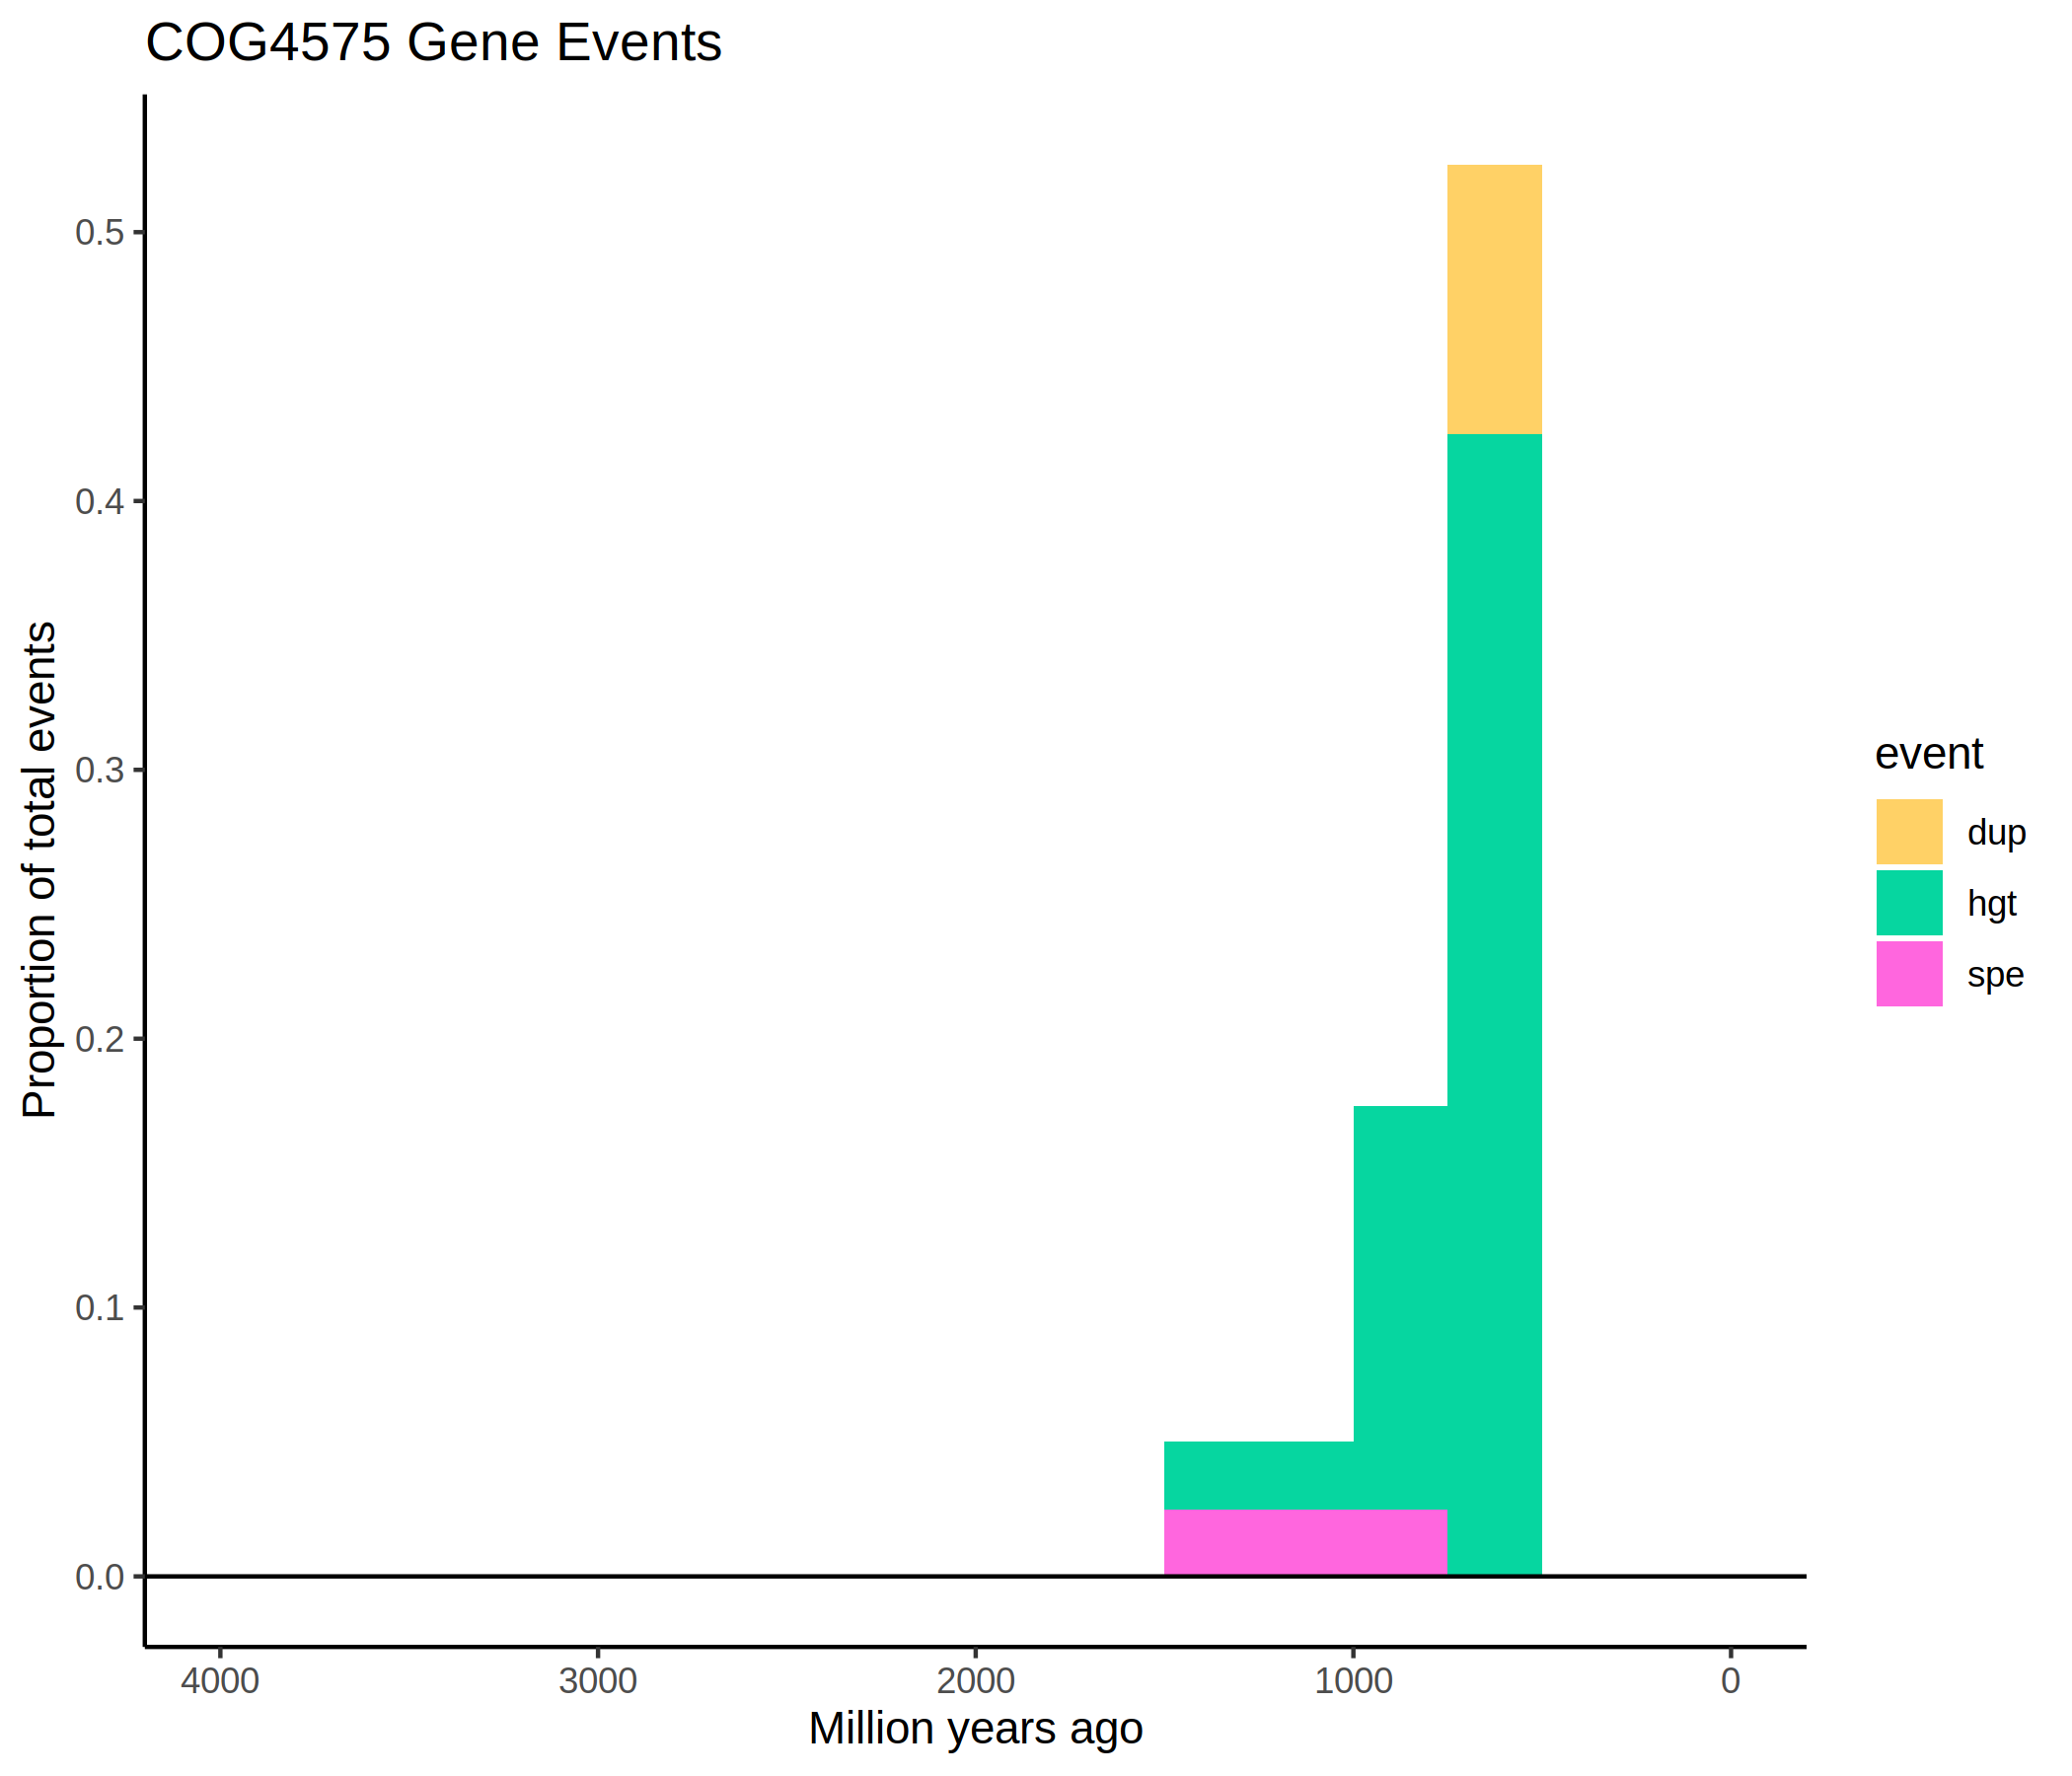 COG4575 Gene Events
Proportion of total events
0.5
0.4
0.3
0.2
0.1
0.0
4000 3000 2000 1000 0
Million years ago
event
dup
hgt
spe